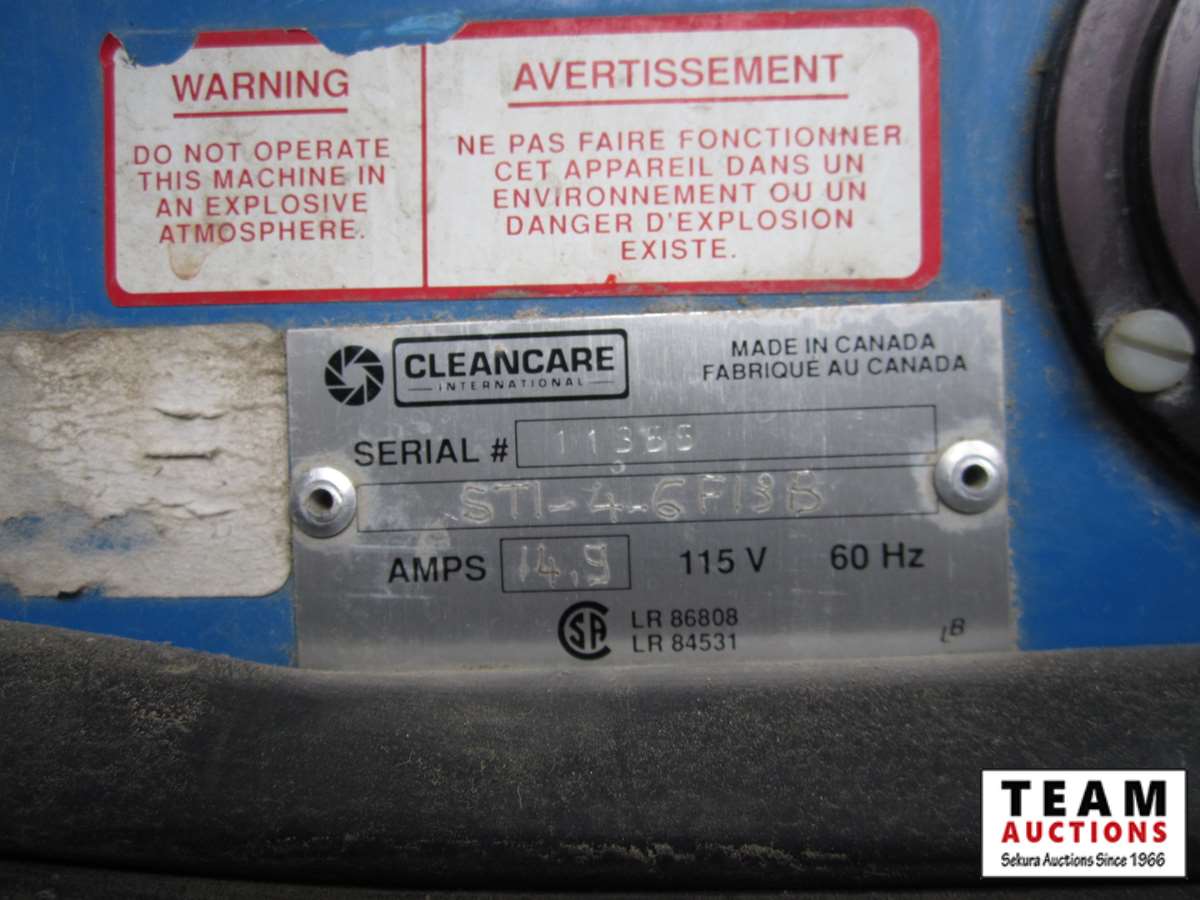 WARNING
DO NOT OPERATE
THIS MACHINE IN
AN EXPLOSIVE
ATMOSPHERE.
AVERTISSEMENT
NE PAS FAIRE FONCTIONNER
CET APPAREIL DANS UN
ENVIRONNEMENT OU UN
DANGER D'EXPLOSION
EXISTE.
CLEANCARE
INTERNATIONAL
MADE IN CANADA
FABRIQUÉ AU CANADA
SERIAL #
STI-4-6F13B
AMPS 14.9 115 V 60 Hz
LR 86808
LR 84531
LB
TEAM
AUCTIONS
Sekura Auctions Since 1966